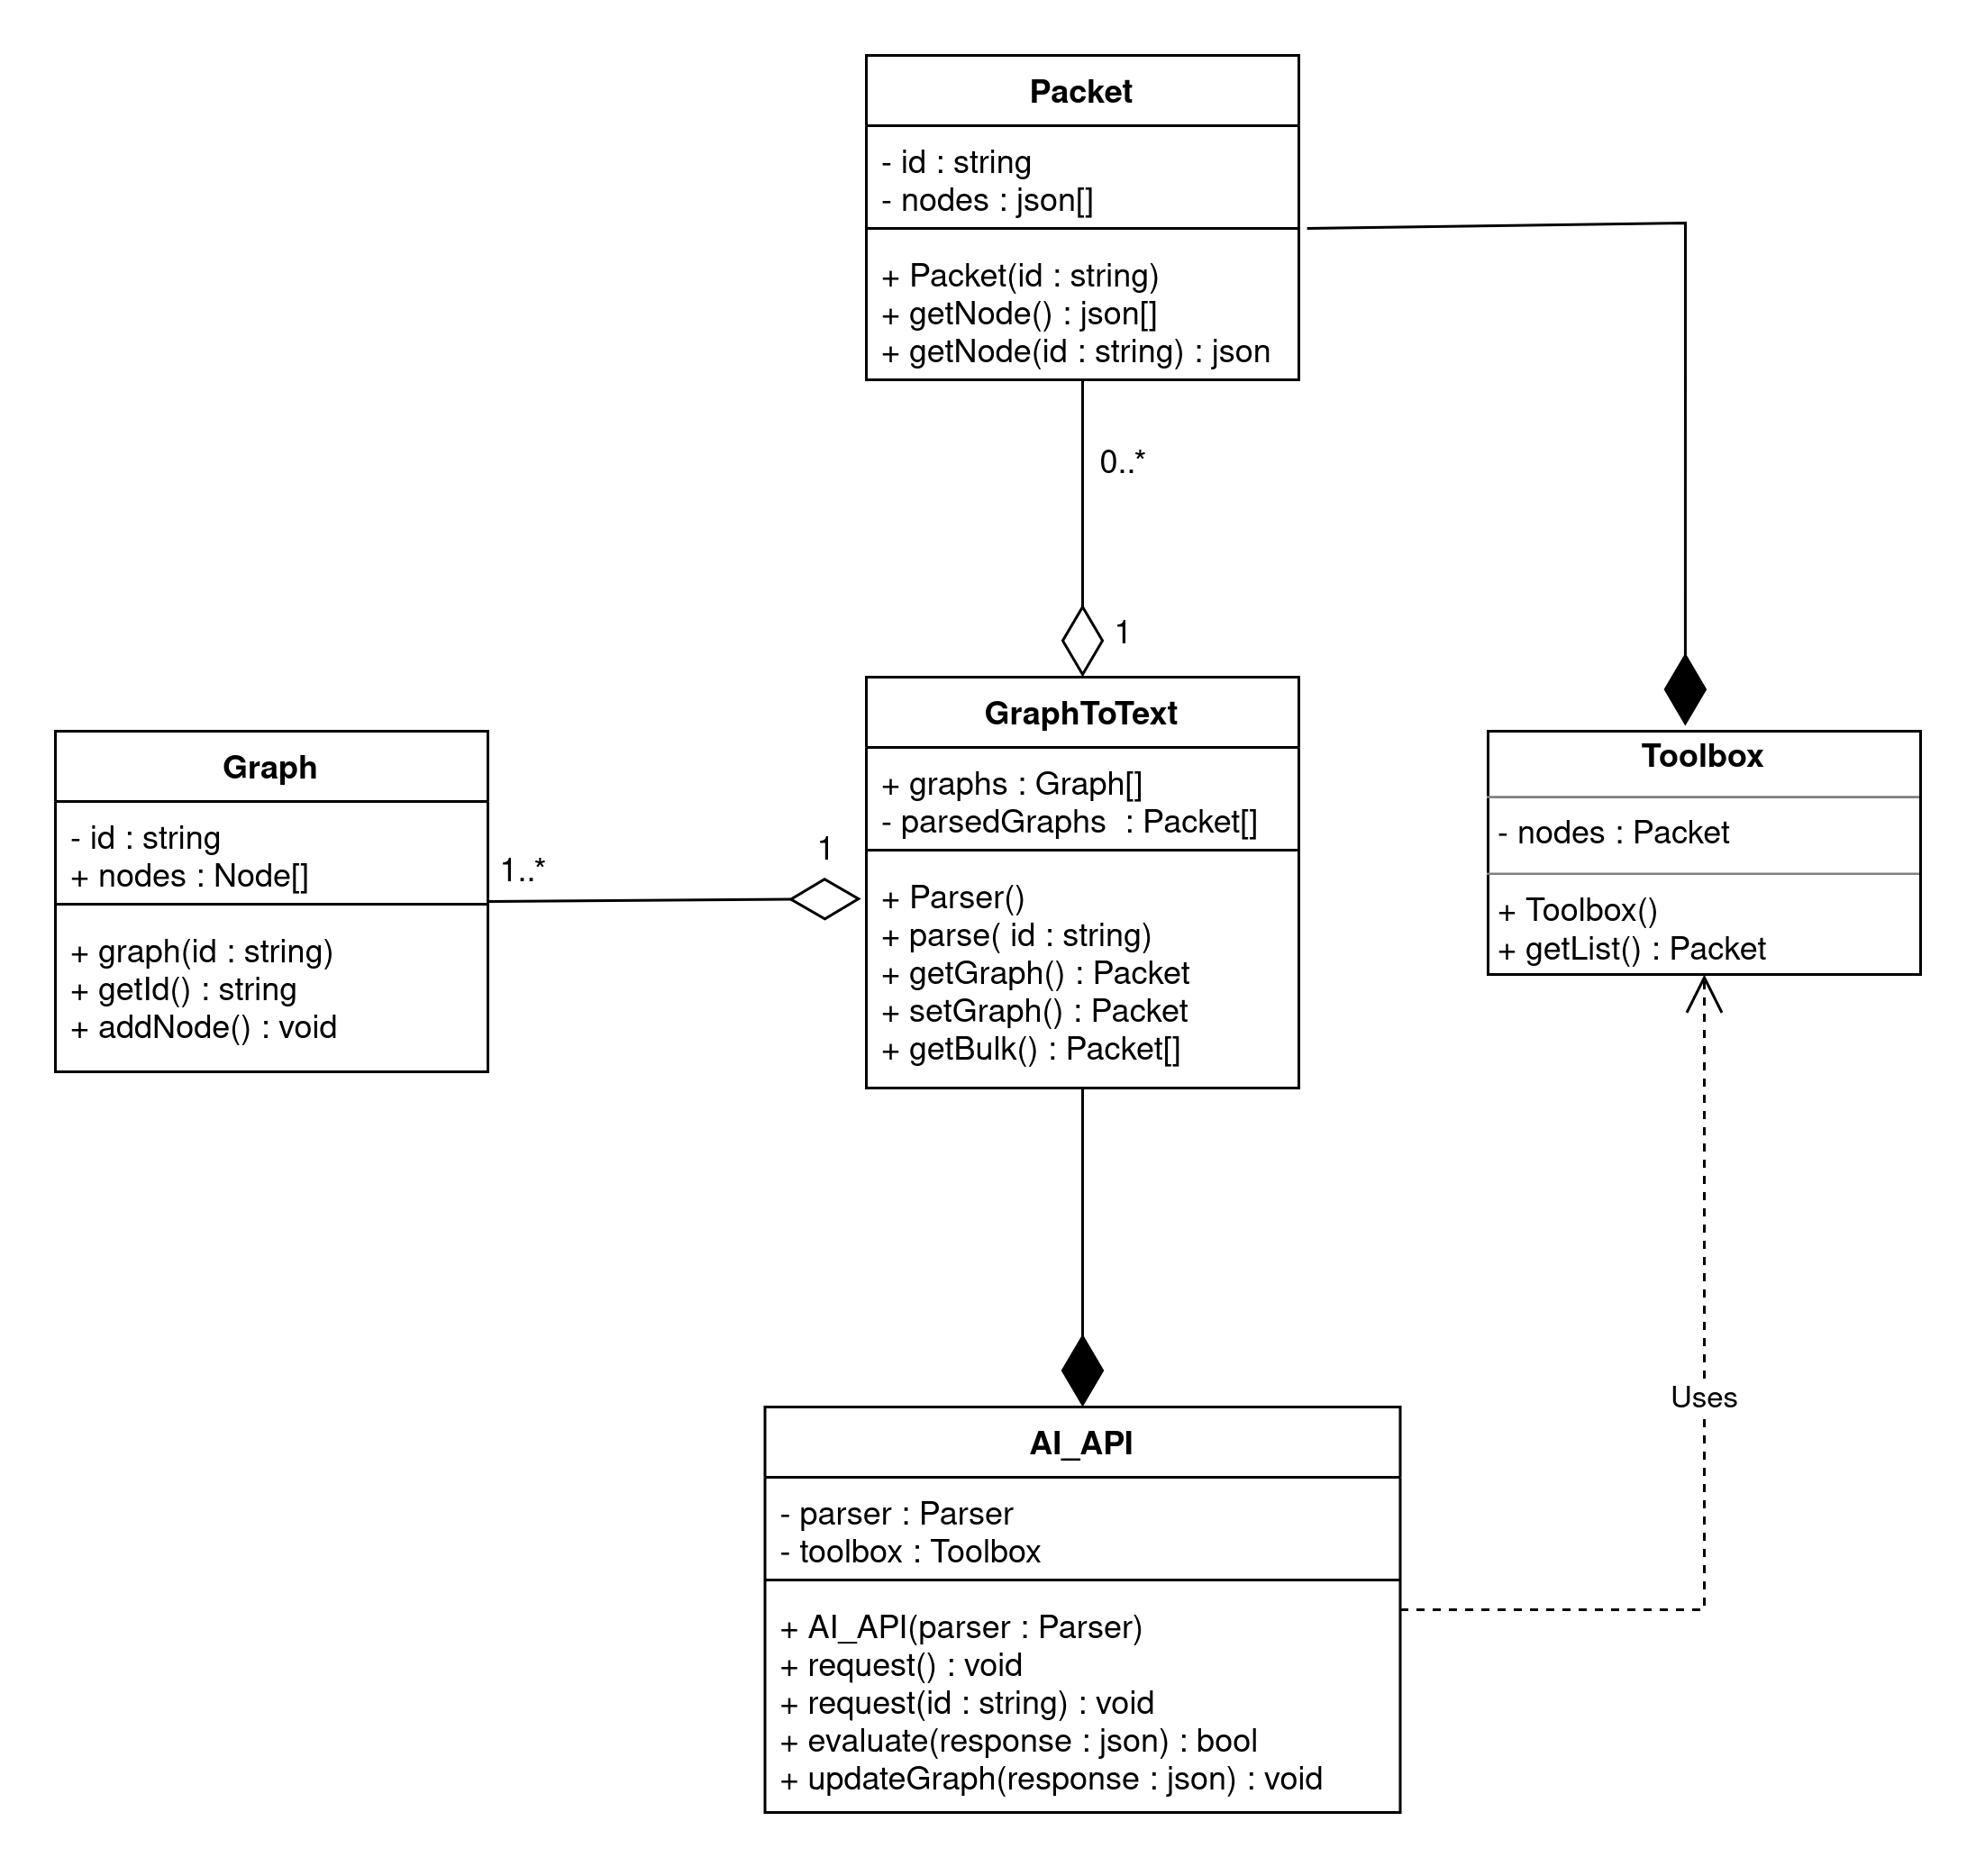 Packet
- id : string
- nodes : json[]
+ Packet(id : string)
+ getNode() : json[]
+ getNode(id : string) : json
0..*
1
GraphToText
+ graphs : Graph[]
- parsedGraphs  : Packet[]
+ Parser()
+ parse( id : string)
+ getGraph() : Packet
+ setGraph() : Packet
+ getBulk() : Packet[]
Graph
- id : string
+ nodes : Node[]
+ graph(id : string)
+ getId() : string
+ addNode() : void
1..*
1
Toolbox
- nodes : Packet
+ Toolbox()
+ getList() : Packet
Uses
AI_API
- parser : Parser
- toolbox : Toolbox
+ AI_API(parser : Parser)
+ request() : void
+ request(id : string) : void
+ evaluate(response : json) : bool
+ updateGraph(response : json) : void